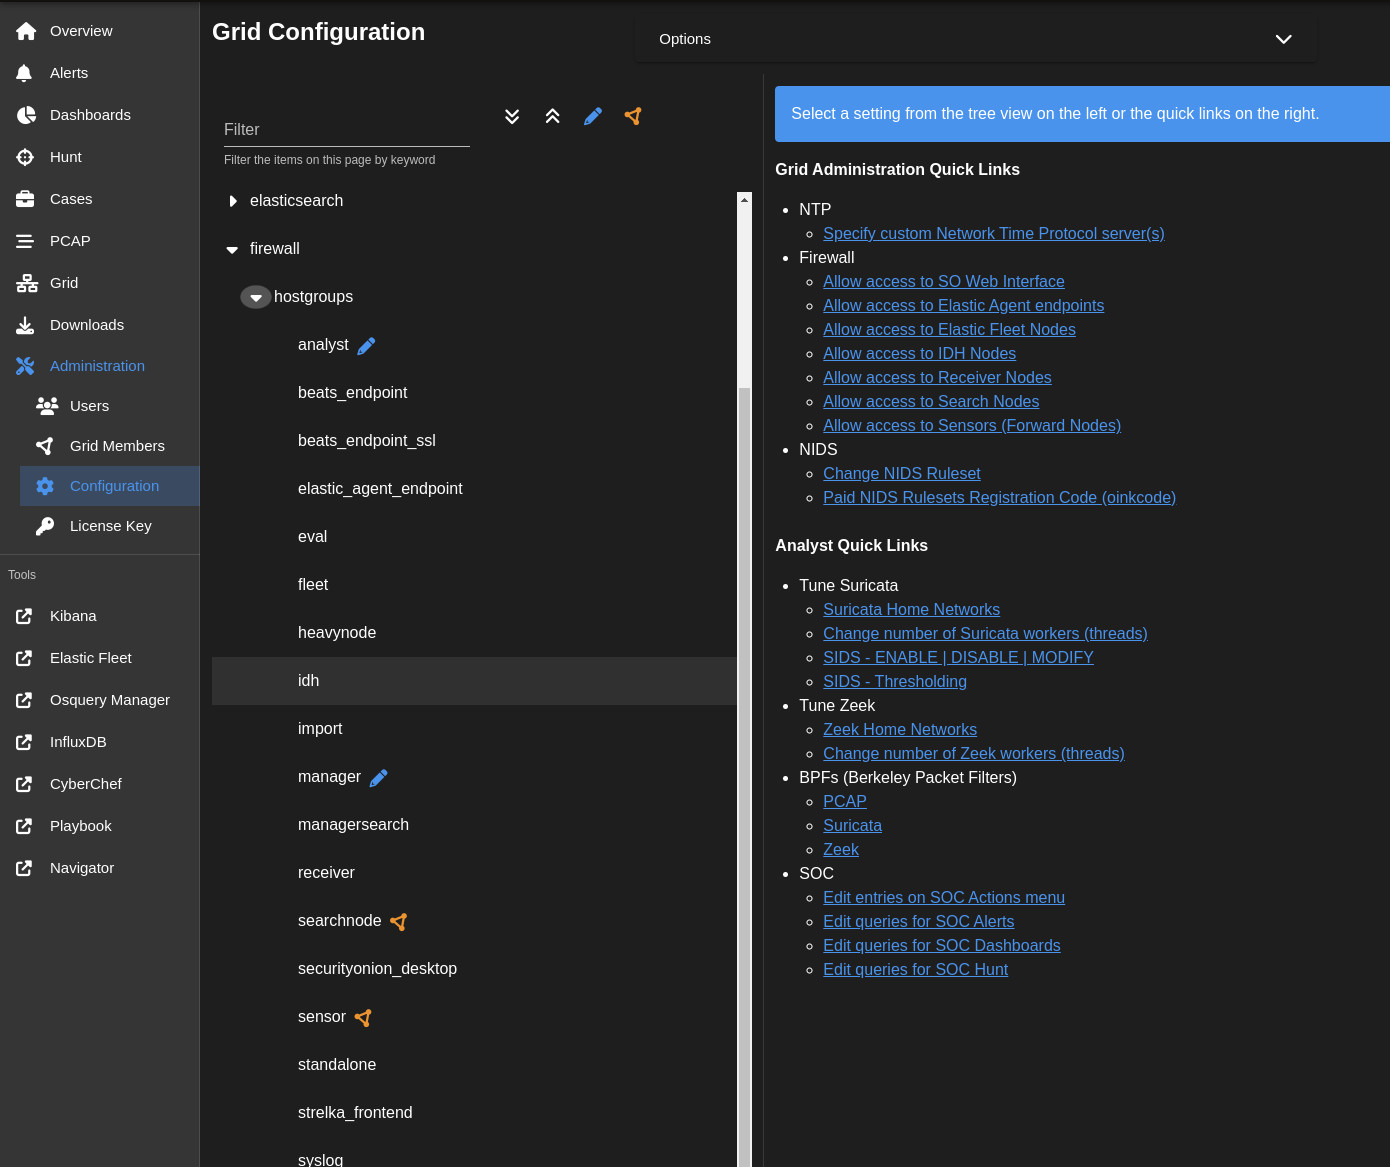 Overview
Alerts
Dashboards
Hunt
Cases
PCAP
Grid
Downloads
Administration
Users
Grid Members
Configuration
License Key
Tools
Kibana
Elastic Fleet
Osquery Manager
InfluxDB
CyberChef
Playbook
Navigator
Grid Configuration
Options
Filter
Filter the items on this page by keyword
elasticsearch
firewall
hostgroups
analyst
beats_endpoint
beats_endpoint_ssl
elastic_agent_endpoint
eval
fleet
heavynode
idh
import
manager
managersearch
receiver
searchnode
securityonion_desktop
sensor
standalone
strelka_frontend
syslog
Select a setting from the tree view on the left or the quick links on the right.
Grid Administration Quick Links
NTP
Specify custom Network Time Protocol server(s)
Firewall
Allow access to SO Web Interface
Allow access to Elastic Agent endpoints
Allow access to Elastic Fleet Nodes
Allow access to IDH Nodes
Allow access to Receiver Nodes
Allow access to Search Nodes
Allow access to Sensors (Forward Nodes)
NIDS
Change NIDS Ruleset
Paid NIDS Rulesets Registration Code (oinkcode)
Analyst Quick Links
Tune Suricata
Suricata Home Networks
Change number of Suricata workers (threads)
SIDS - ENABLE | DISABLE | MODIFY
SIDS - Thresholding
Tune Zeek
Zeek Home Networks
Change number of Zeek workers (threads)
BPFs (Berkeley Packet Filters)
PCAP
Suricata
Zeek
SOC
Edit entries on SOC Actions menu
Edit queries for SOC Alerts
Edit queries for SOC Dashboards
Edit queries for SOC Hunt